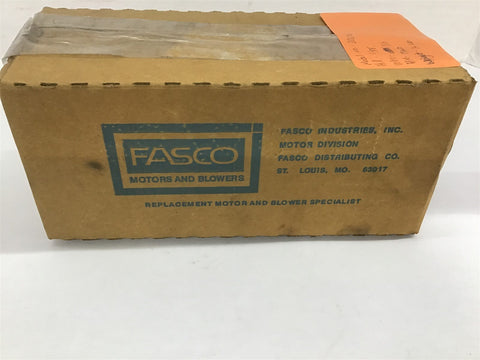 FASCO
MOTORS AND BLOWERS
FASCO INDUSTRIES, INC.
MOTOR DIVISION
FASCO DISTRIBUTING CO.
ST. LOUIS, MO. 63017
REPLACEMENT MOTOR AND BLOWER SPECIALIST